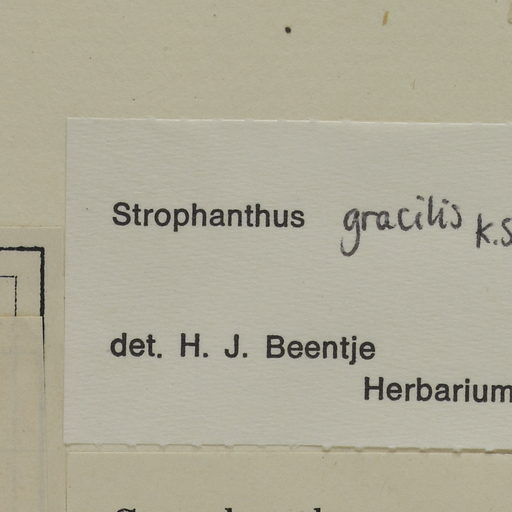 Strophanthus gracilis K.S
det. H. J. Beentje
Herbarium